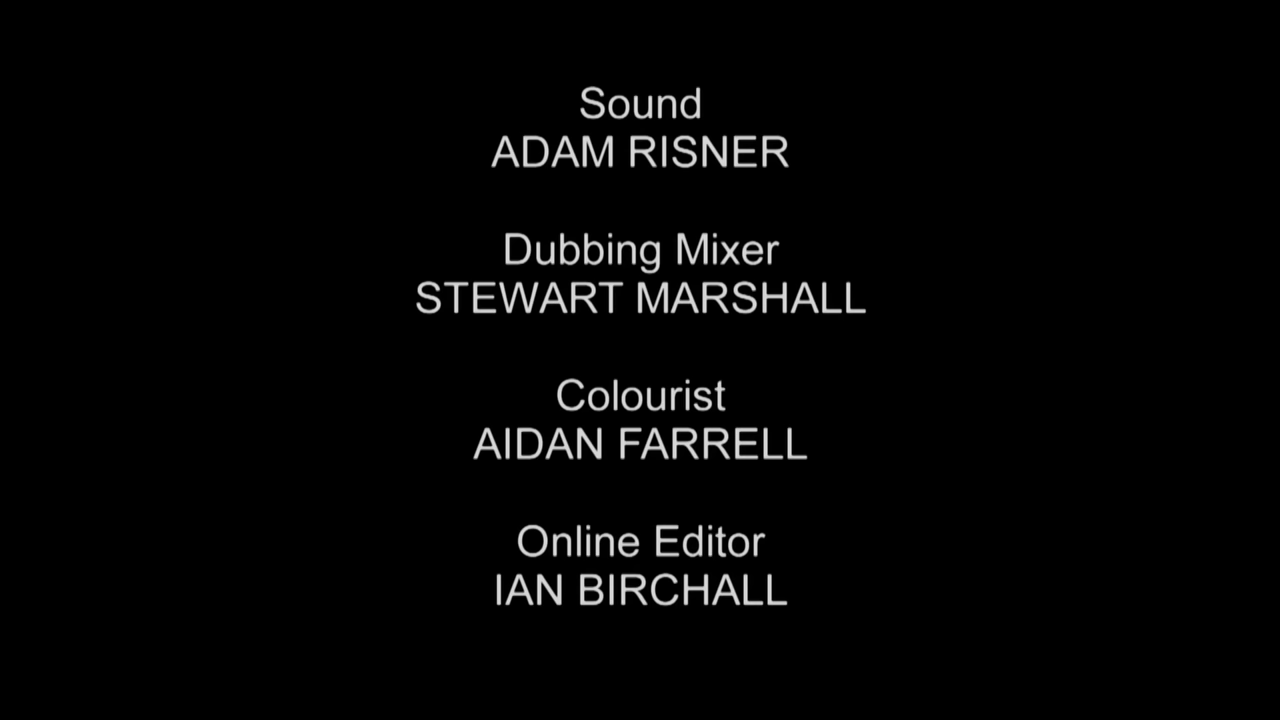 Sound
ADAM RISNER
Dubbing Mixer
STEWART MARSHALL
Colourist
AIDAN FARRELL
Online Editor
IAN BIRCHALL